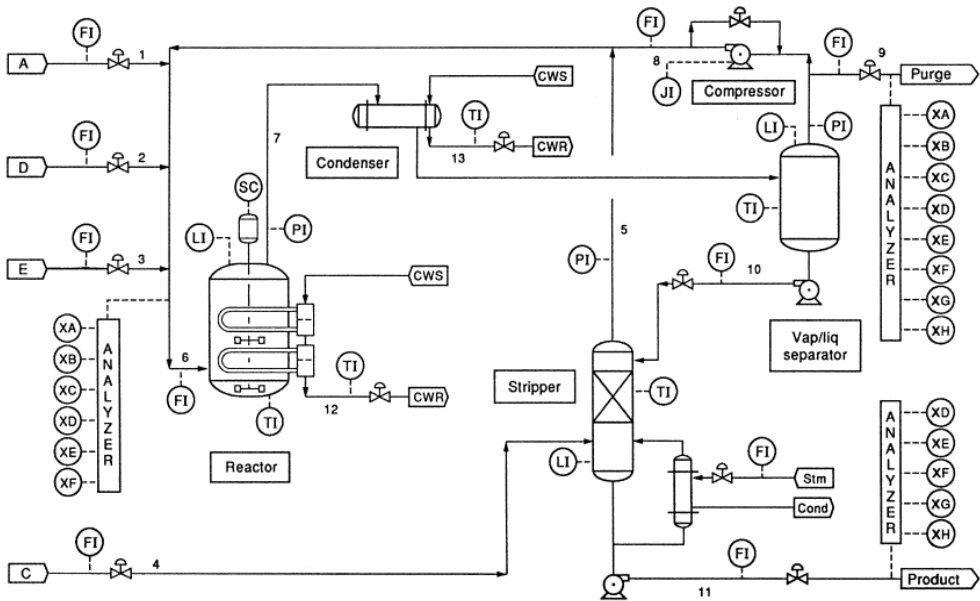 FI
1
A
FI
8
JI
Compressor
FI
9
Purge
CWS
TI
13
CWR
Condenser
7
LI
PI
XA
XB
XC
XD
XE
XF
XG
XH
ANALYZER
FI
2
D
SC
LI
PI
TI
5
FI
3
E
CWS
PI
FI
10
Vap/liq
separator
XA
XB
XC
XD
XE
XF
ANALYZER
6
FI
TI
12
CWR
TI
Reactor
Stripper
TI
LI
FI
Stm
Cond
XD
XE
XF
XG
XH
ANALYZER
FI
4
C
FI
11
Product